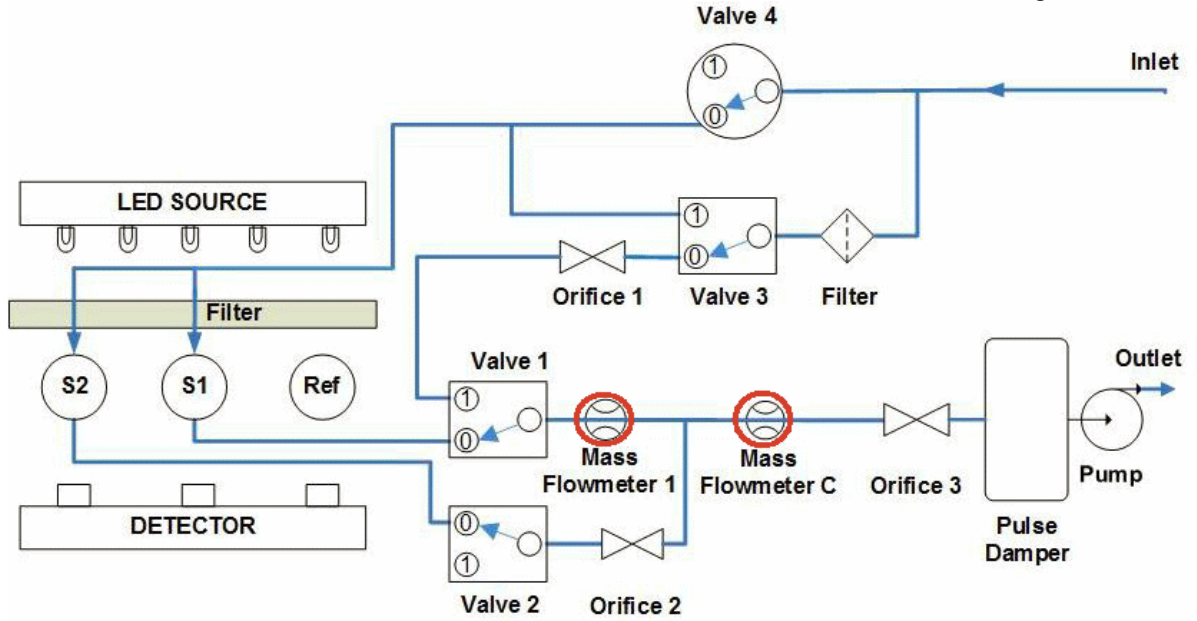 Valve 4
Inlet
1
0
LED SOURCE
1
0
Orifice 1
Valve 3
Filter
Filter
S2
S1
Ref
Valve 1
1
0
Mass
Flowmeter 1
Mass
Flowmeter C
Orifice 3
Outlet
Pump
Pulse
Damper
DETECTOR
0
1
Valve 2
Orifice 2